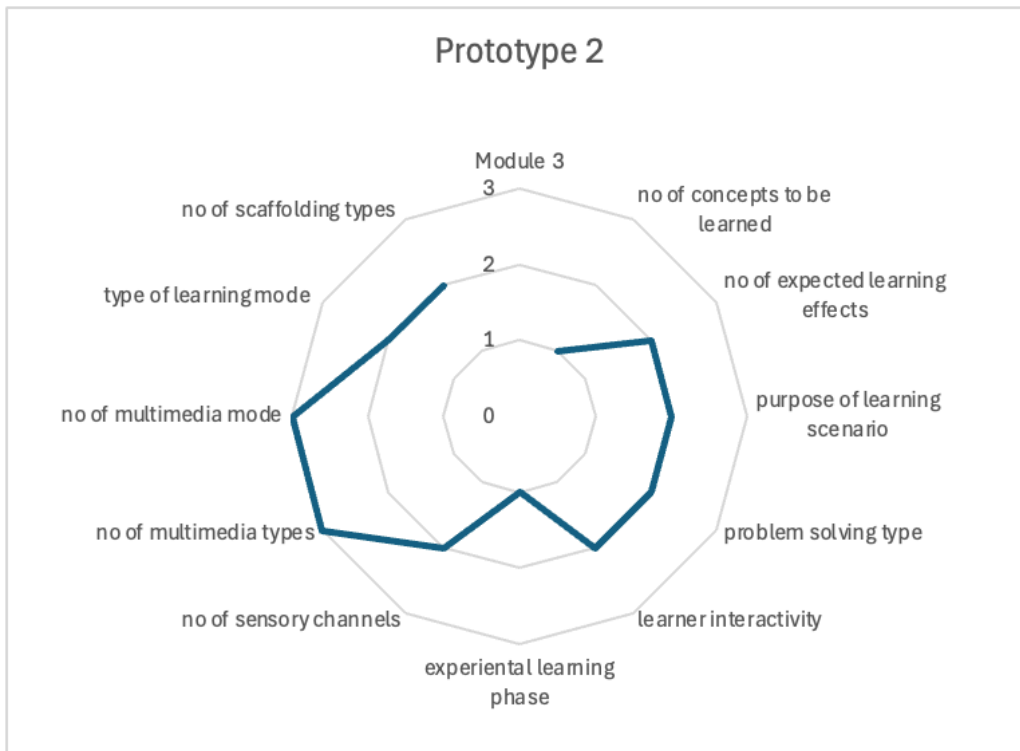 Prototype 2
Module 3
3
no of scaffolding types
no of concepts to be
learned
2
type of learning mode
no of expected learning
effects
1
no of multimedia mode
0
purpose of learning
scenario
no of multimedia types
problem solving type
no of sensory channels
learner interactivity
experiental learning
phase